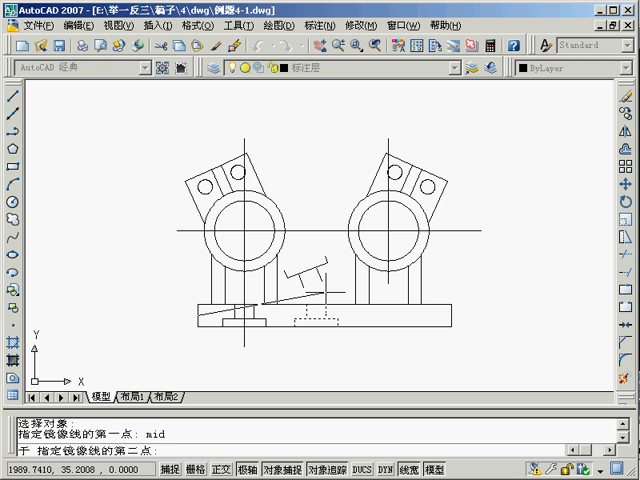 AutoCAD 2007 - [E:\举一反三\稿子\4\dwg\例题4-1.dwg]
文件(F) 编辑(E) 视图(V) 插入(I) 格式(O) 工具(T) 绘图(D) 标注(N) 修改(M) 窗口(W) 帮助(H)
Standard
AutoCAD 经典 标注层 ByLayer
Y
X
模型 布局1 布局2
选择对象:
指定镜像线的第一点: mid
于 指定镜像线的第二点:
1989.7410, 35.2008 , 0.0000 捕捉 栅格 正交 极轴 对象捕捉 对象追踪 DUCS DYN 线宽 模型